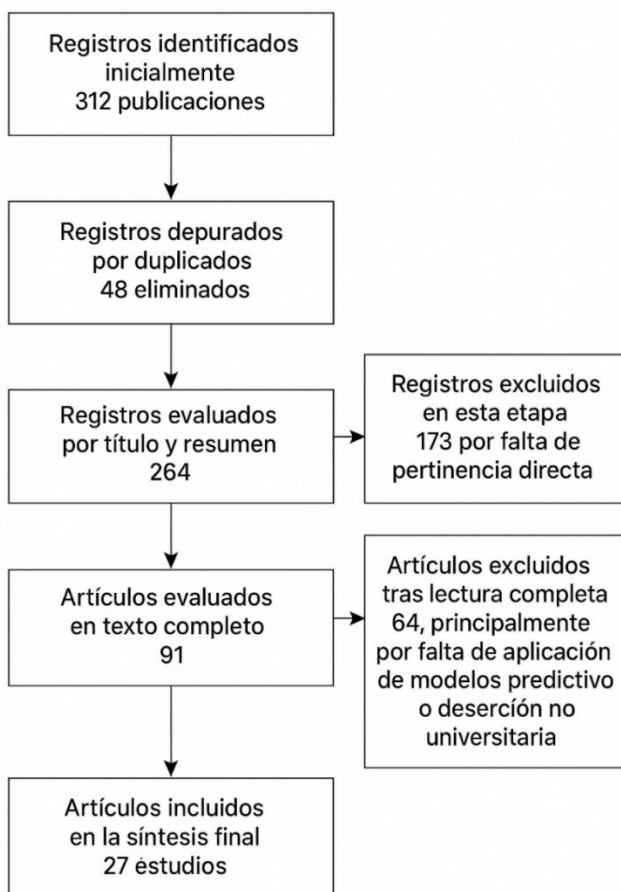 Registros identificados
inicialmente
312 publicaciones
Registros depurados
por duplicados
48 eliminados
Registros evaluados
por título y resumen
264
Registros excluidos
en esta etapa
173 por falta de
pertinencia directa
Artículos evaluados
en texto completo
91
Artículos excluidos
tras lectura completa
64, principalmente
por falta de aplicación
de modelos predictivo
o desercíón no
universitaria
Artículos incluidos
en la síntesis final
27 éstudios